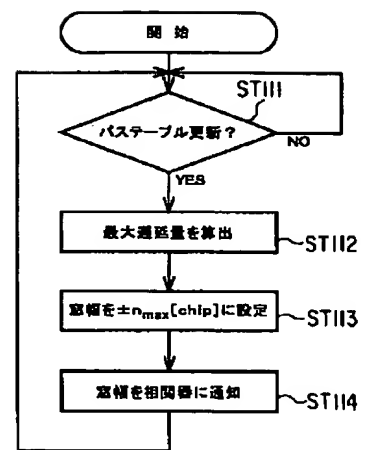 開始
ST111
パステーブル更新?
NO
YES
最大遅延量を算出
ST112
窓幅を±nmax[chip]に設定
ST113
窓幅を相関器に通知
ST114